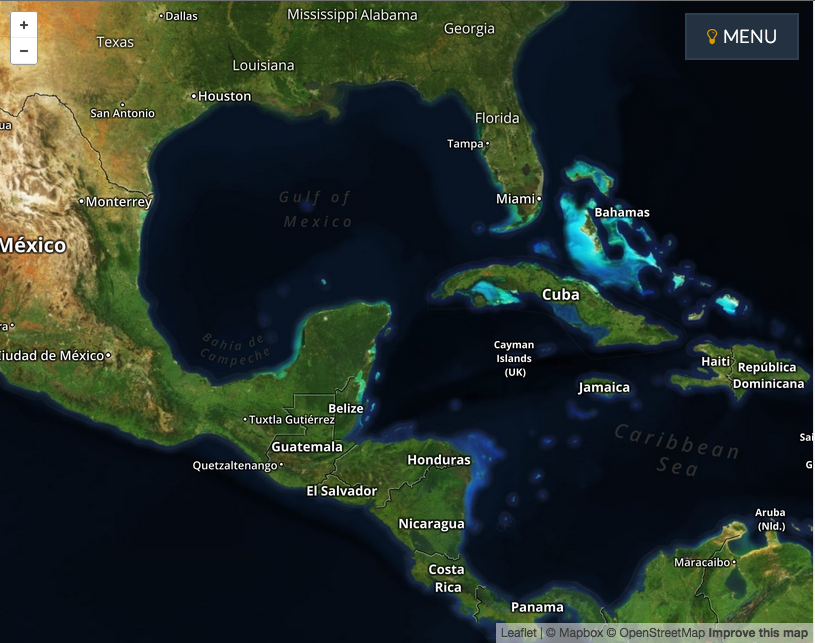 +
−
MENU
Dallas
Mississippi
Alabama
Georgia
Texas
Louisiana
Houston
San Antonio
ua
Florida
Tampa
Miami
Monterrey
Gulf of
Mexico
Bahamas
México
Cuba
ra
Ciudad de México
Bahía de
Campeche
Cayman
Islands
(UK)
Haiti
República
Dominicana
Jamaica
Belize
Tuxtla Gutiérrez
Guatemala
Quetzaltenango
Honduras
Caribbean
Sea
Sai
G
El Salvador
Nicaragua
Aruba
(Nld.)
Maracaibo
Costa
Rica
Panama
Leaflet | © Mapbox © OpenStreetMap Improve this map